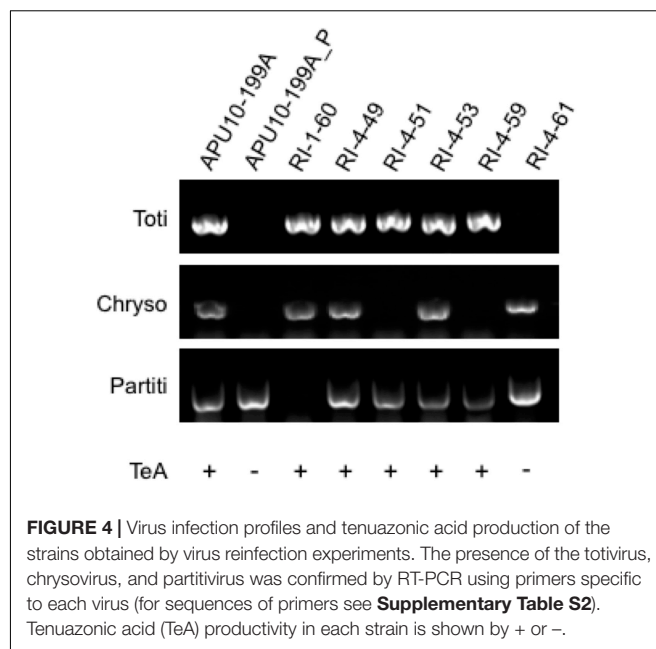 APU10-199A
APU10-199A_P
RI-1-60
RI-4-49
RI-4-51
RI-4-53
RI-4-59
RI-4-61
Toti
Chryso
Partiti
TeA + - + + + + + -
FIGURE 4 | Virus infection profiles and tenuazonic acid production of the
strains obtained by virus reinfection experiments. The presence of the totivirus,
chrysovirus, and partitivirus was confirmed by RT-PCR using primers specific
to each virus (for sequences of primers see Supplementary Table S2).
Tenuazonic acid (TeA) productivity in each strain is shown by + or –.